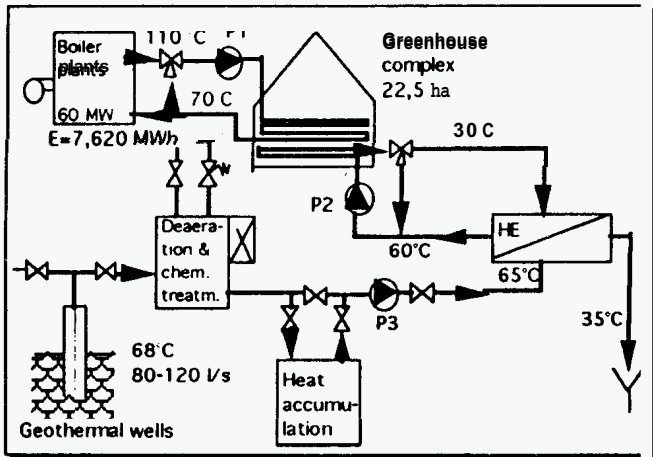 Boiler
plants
60 MW
E=7,620 MWh
110 °C
P1
70 C
Greenhouse
complex
22,5 ha
30 C
P2
60°C
HE
65°C
35°C
Deaera-
tion &
chem.
treatm.
P3
68°C
80-120 l/s
Heat
accumu-
lation
Geothermal wells